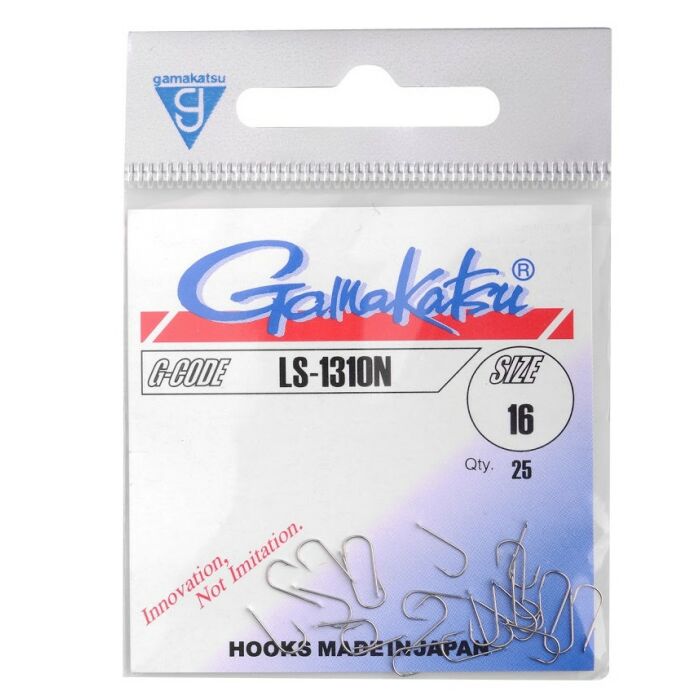 gamakatsu
g
Gamakatsu®
G-CODE LS-1310N SIZE
16
Qty. 25
Innovation,
Not Imitation.
HOOKS MADE IN JAPAN